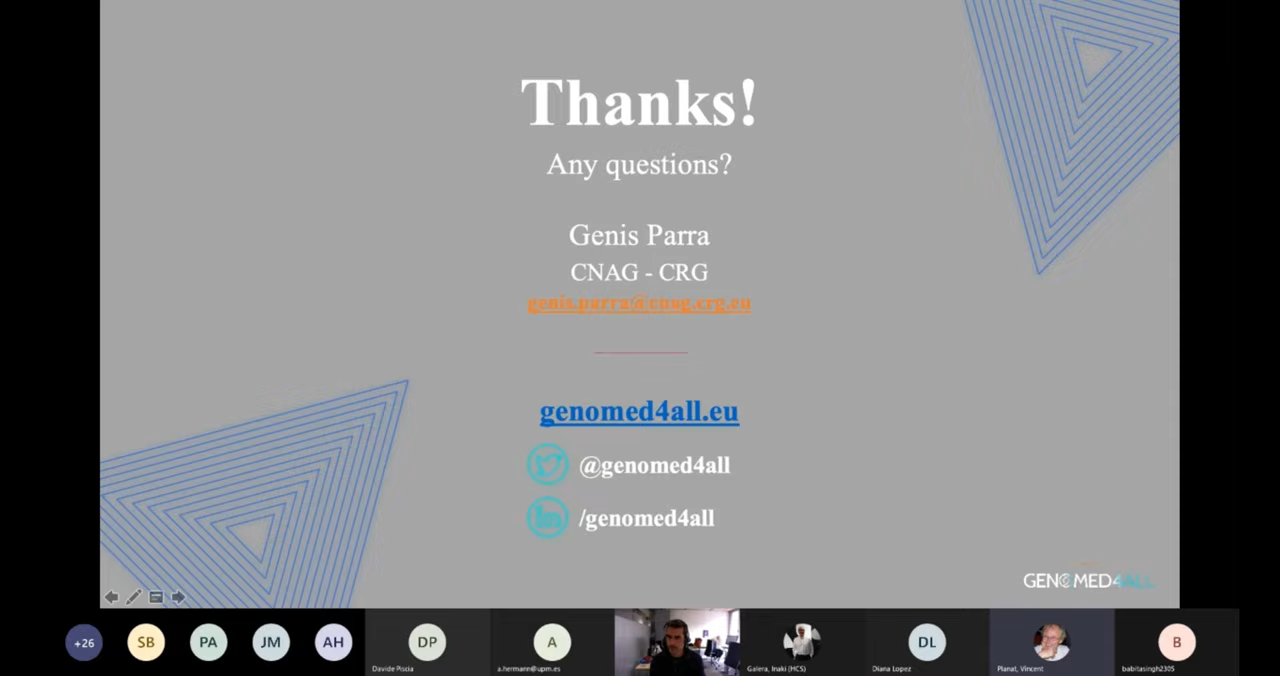 Thanks!
Any questions?
Genis Parra
CNAG - CRG
genis.parra@cnag.crg.eu
genomed4all.eu
@genomed4all
/genomed4all
GENOMED4ALL
+26
SB
PA
JM
AH
DP
A
DL
B
Davide Piscia
a.hermann@upm.es
Galera, Inaki (HCS)
Diana Lopez
Planat, Vincent
babitasingh2305